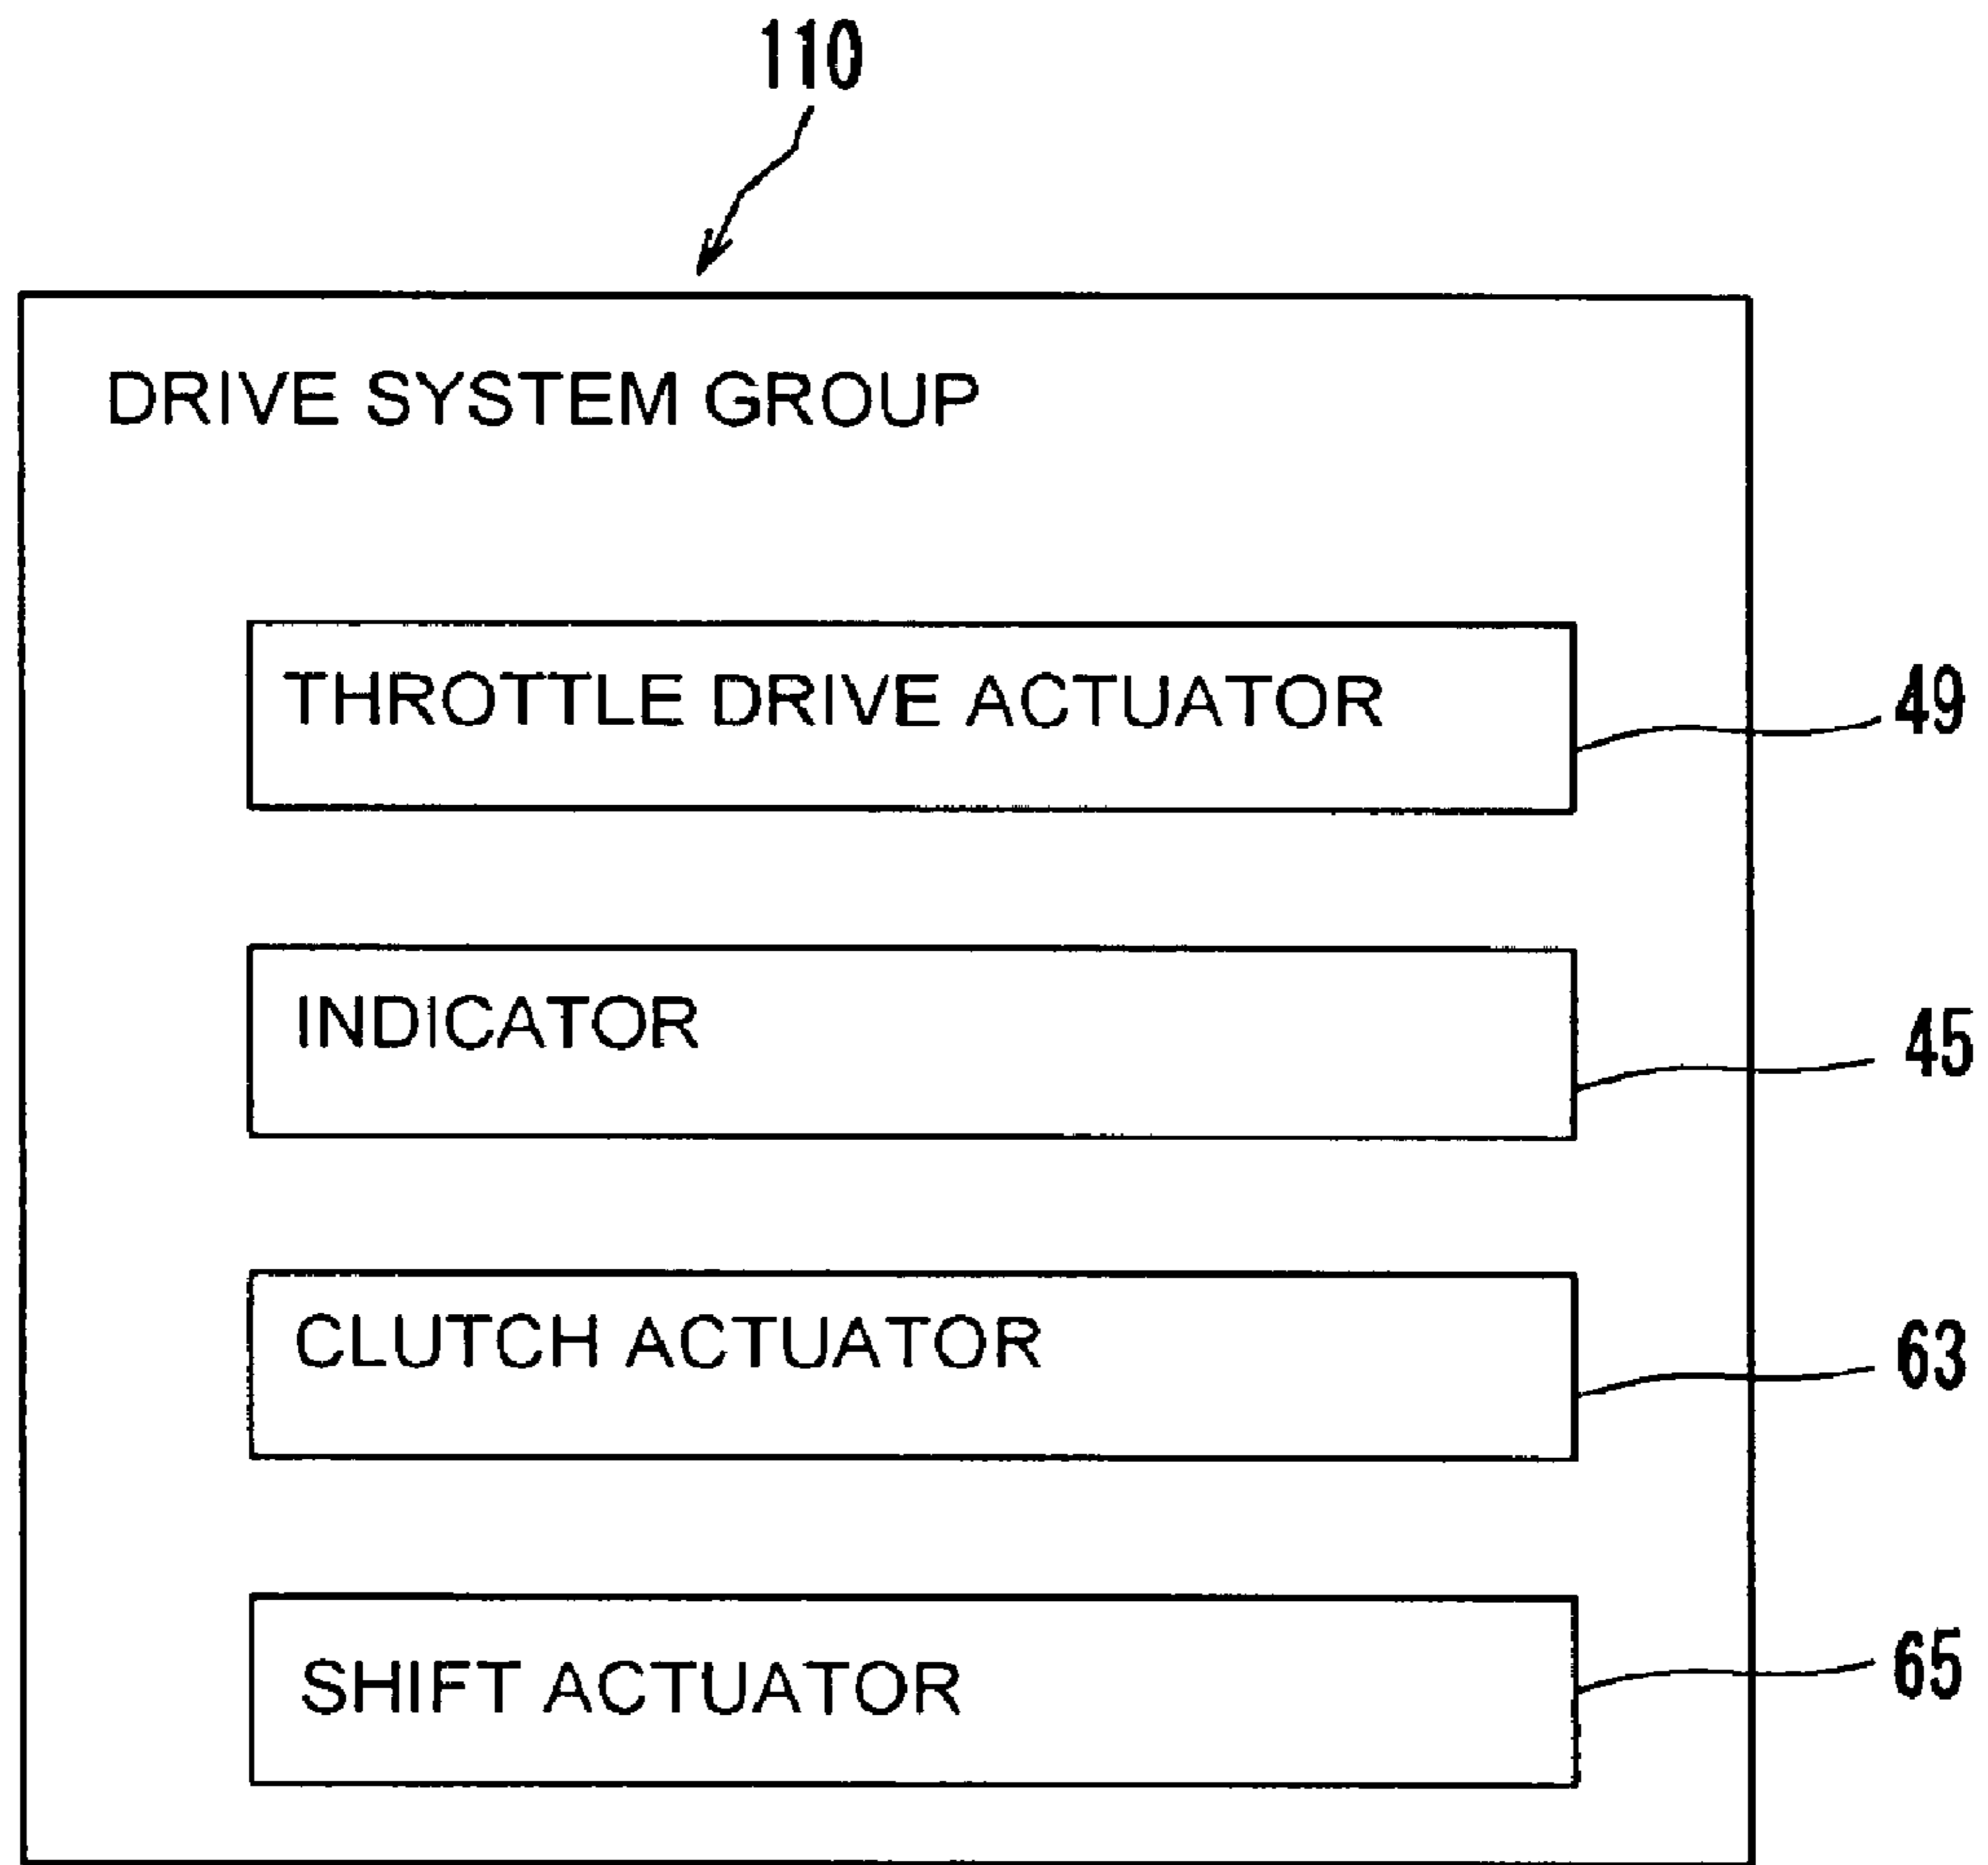 110
DRIVE SYSTEM GROUP
THROTTLE DRIVE ACTUATOR
49
INDICATOR
45
CLUTCH ACTUATOR
63
SHIFT ACTUATOR
65